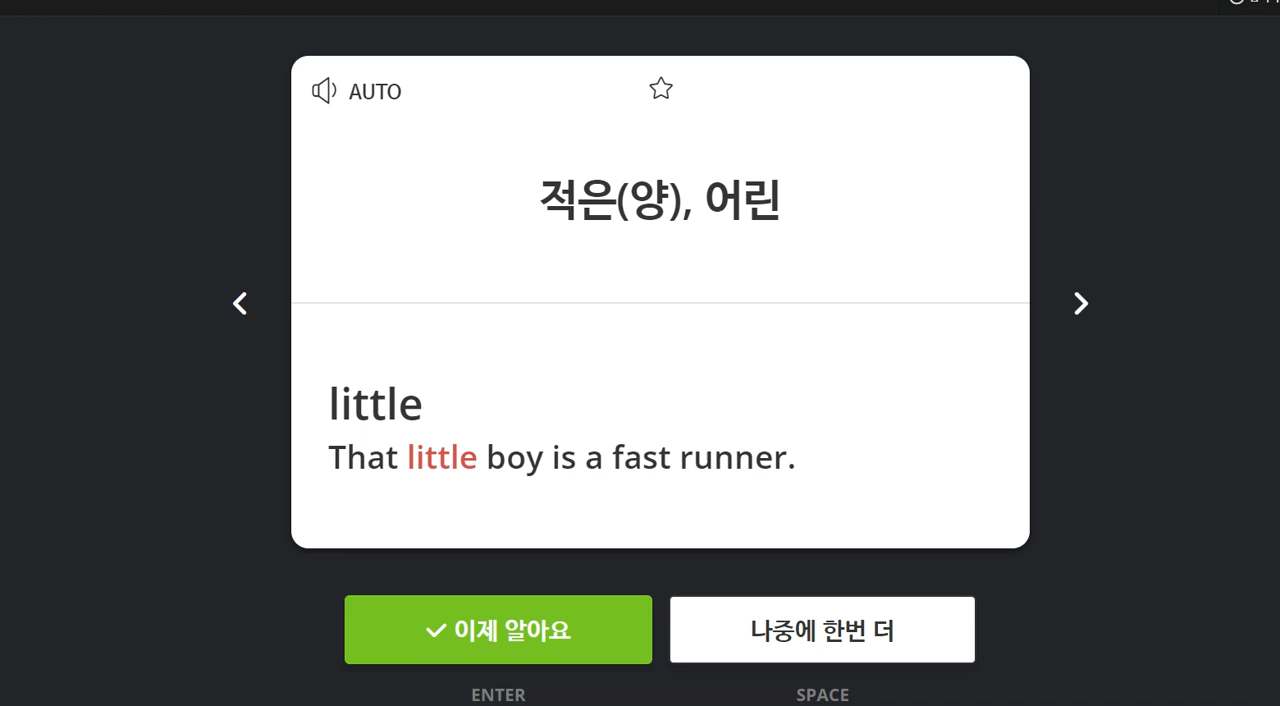 AUTO
적은(양), 어린
little
That little boy is a fast runner.
이제 알아요
나중에 한번 더
ENTER
SPACE